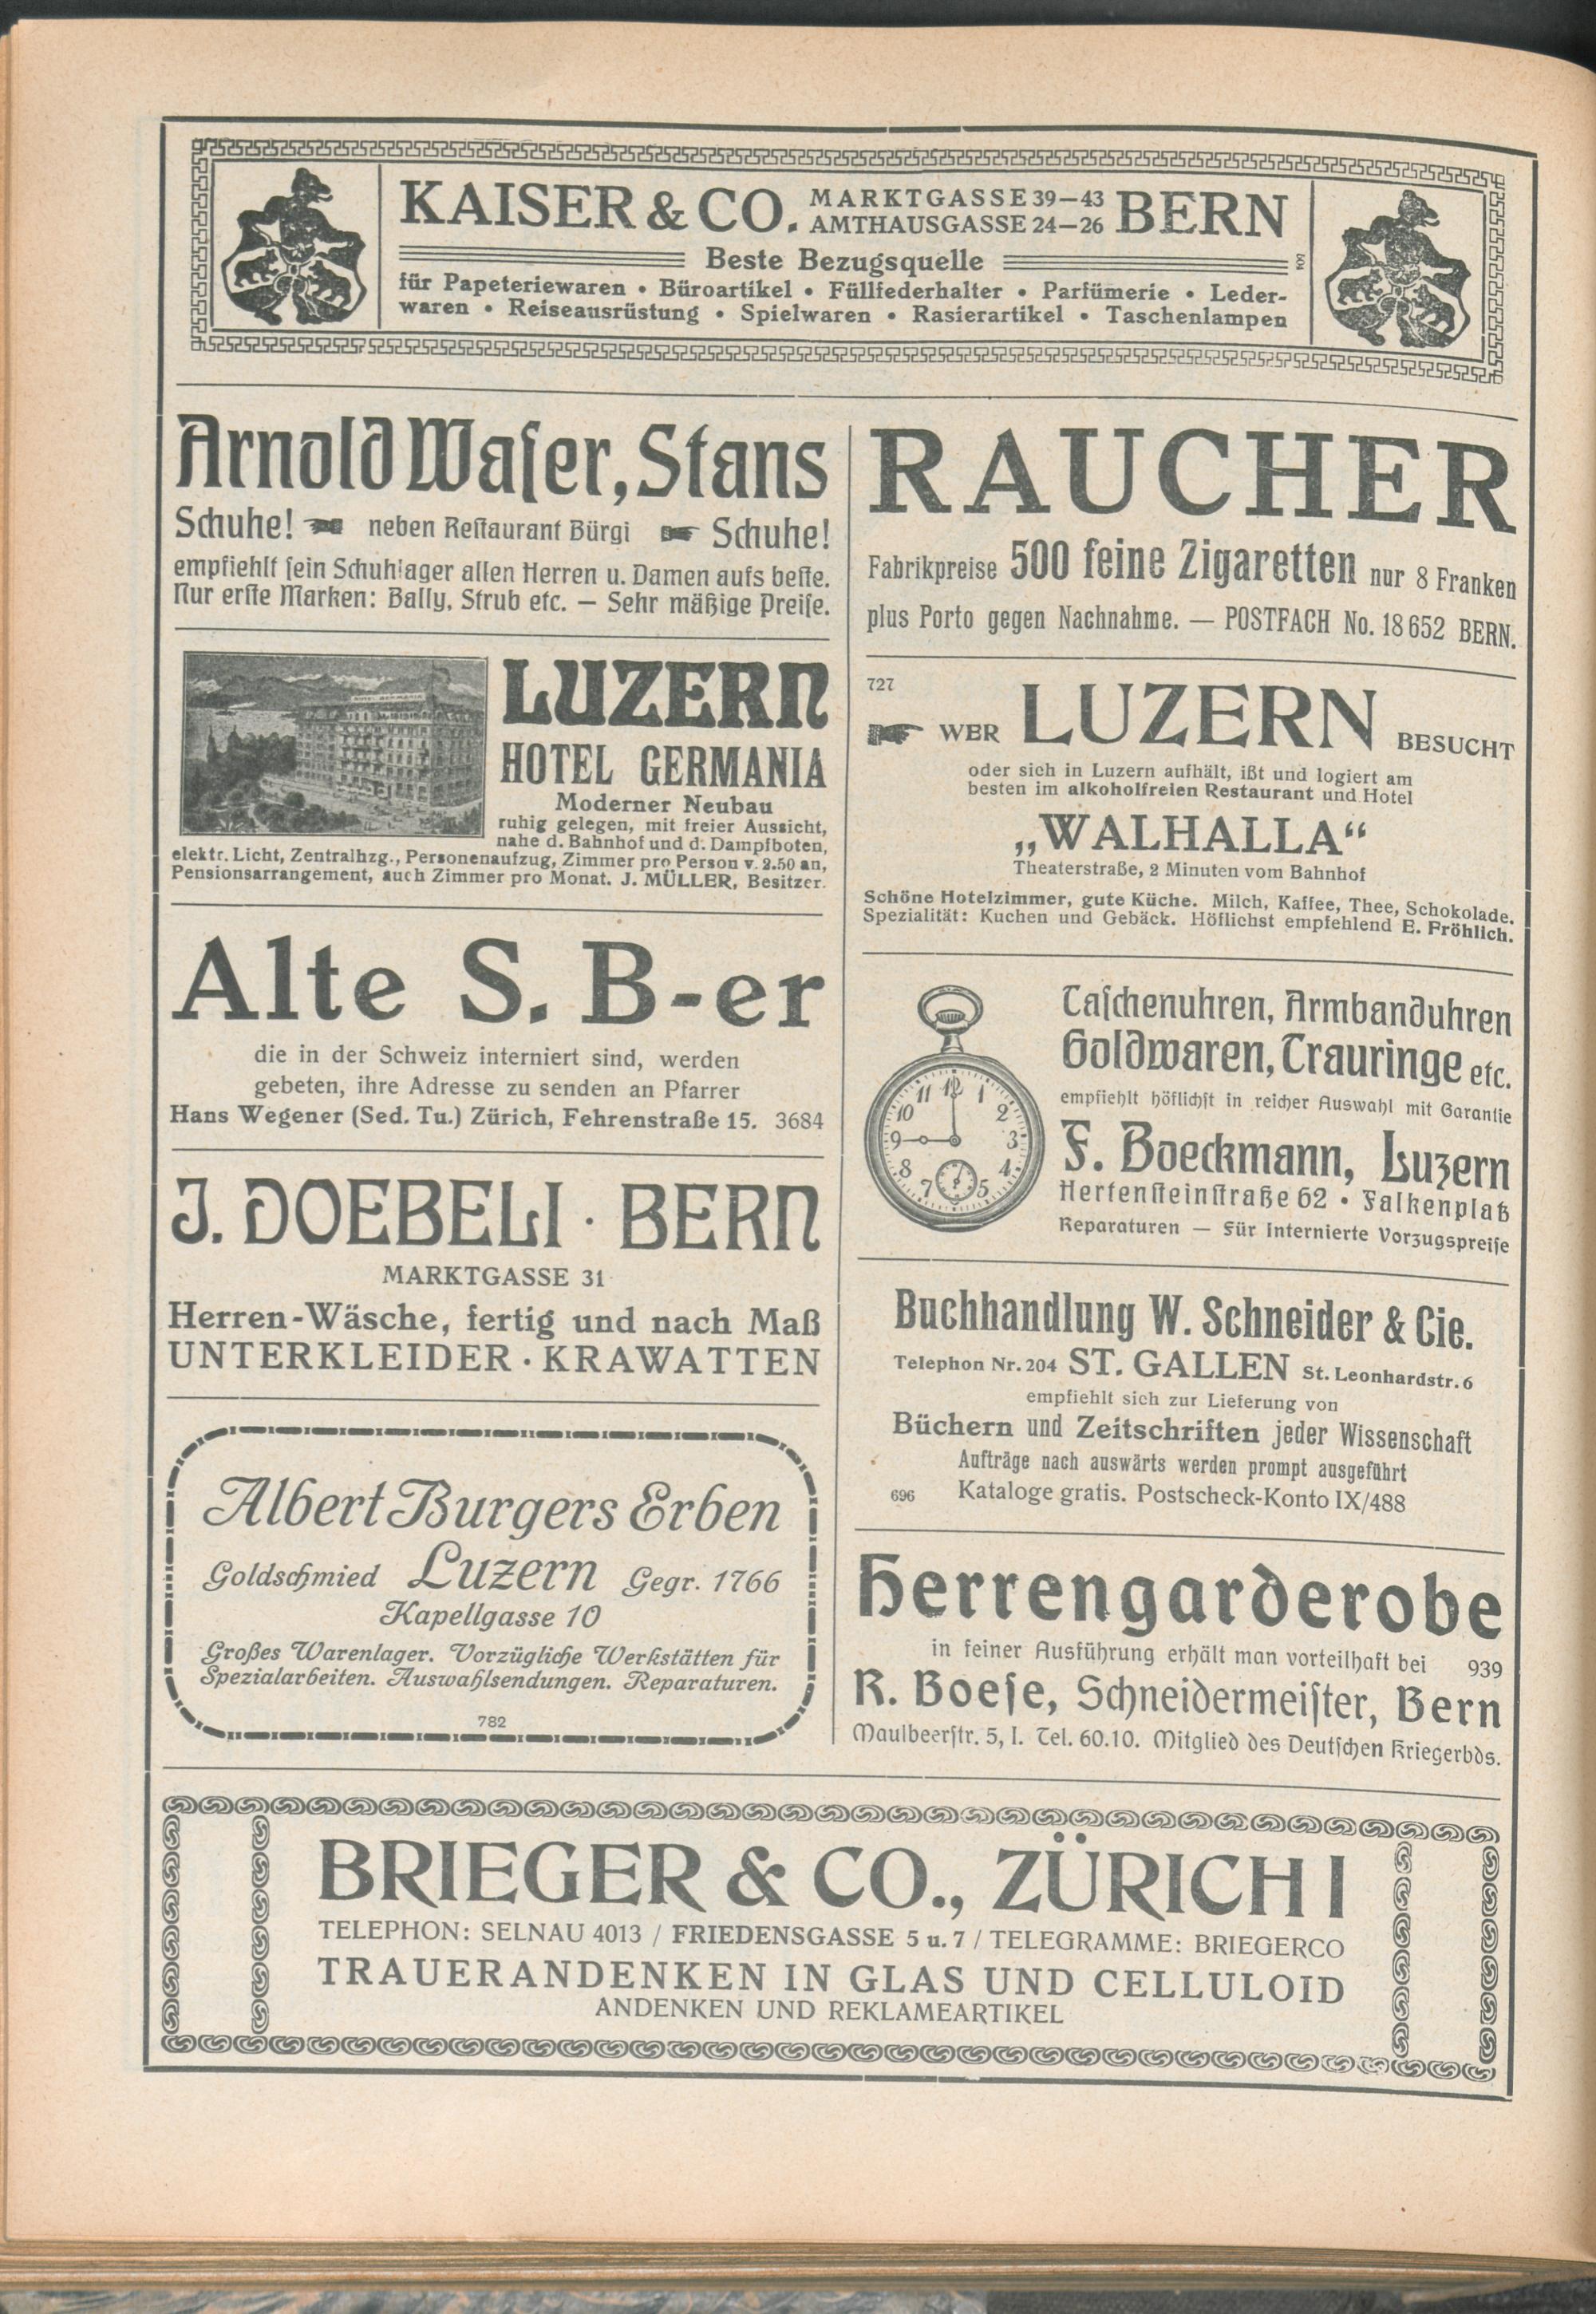 KAISER & CO. MARKTGASSE 39–43 AMTHAUSGASSE 24–26 BERN
Beste Bezugsquelle
für Papeteriewaren • Büroartikel • Füllfederhalter • Parfümerie • Leder-
waren • Reiseausrüstung • Spielwaren • Rasierartikel • Taschenlampen
Arnold Waser, Stans
Schuhe! neben Restaurant Bürgi Schuhe!
empfiehlt sein Schuhlager allen Herren u. Damen aufs beste.
Nur erste Marken: Bally, Strub etc. — Sehr mäßige Preise.
LUZERN
HOTEL GERMANIA
Moderner Neubau
ruhig gelegen, mit freier Aussicht,
nahe d. Bahnhof und d. Dampfboten,
elektr. Licht, Zentralhzg., Personenaufzug, Zimmer pro Person v. 2.50 an,
Pensionsarrangement, auch Zimmer pro Monat. J. MÜLLER, Besitzer.
Alte S. B-er
die in der Schweiz interniert sind, werden
gebeten, ihre Adresse zu senden an Pfarrer
Hans Wegener (Sed. Tu.) Zürich, Fehrenstraße 15. 3684
J. DOEBELI · BERN
MARKTGASSE 31
Herren-Wäsche, fertig und nach Maß
UNTERKLEIDER · KRAWATTEN
Albert Burgers Erben
Goldschmied Luzern Gegr. 1766
Kapellgasse 10
Großes Warenlager. Vorzügliche Werkstätten für
Spezialarbeiten. Auswahlsendungen. Reparaturen.
782
RAUCHER
Fabrikpreise 500 feine Zigaretten nur 8 Franken
plus Porto gegen Nachnahme. — POSTFACH No. 18652 BERN.
727
WER LUZERN BESUCHT
oder sich in Luzern aufhält, ißt und logiert am
besten im alkoholfreien Restaurant und Hotel
„WALHALLA“
Theaterstraße, 2 Minuten vom Bahnhof
Schöne Hotelzimmer, gute Küche. Milch, Kaffee, Thee, Schokolade.
Spezialität: Kuchen und Gebäck. Höflichst empfehlend E. Fröhlich.
Taschenuhren, Armbanduhren
Goldwaren, Trauringe etc.
empfiehlt höflichst in reicher Auswahl mit Garantie
F. Boeckmann, Luzern
Hertensteinstraße 62 • Falkenplatz
Reparaturen — Für Internierte Vorzugspreise
11 12 1
10 2
9 3
8 4
7 5
Buchhandlung W. Schneider & Cie.
Telephon Nr. 204 ST. GALLEN St. Leonhardstr. 6
empfiehlt sich zur Lieferung von
Büchern und Zeitschriften jeder Wissenschaft
Aufträge nach auswärts werden prompt ausgeführt
696 Kataloge gratis. Postscheck-Konto IX/488
Herrengarderobe
in feiner Ausführung erhält man vorteilhaft bei 939
R. Boese, Schneidermeister, Bern
Maulbeerstr. 5, I. Tel. 60.10. Mitglied des Deutschen Kriegerbds.
BRIEGER & CO., ZÜRICH I
TELEPHON: SELNAU 4013 / FRIEDENSGASSE 5 u. 7 / TELEGRAMME: BRIEGERCO
TRAUERANDENKEN IN GLAS UND CELLULOID
ANDENKEN UND REKLAMEARTIKEL